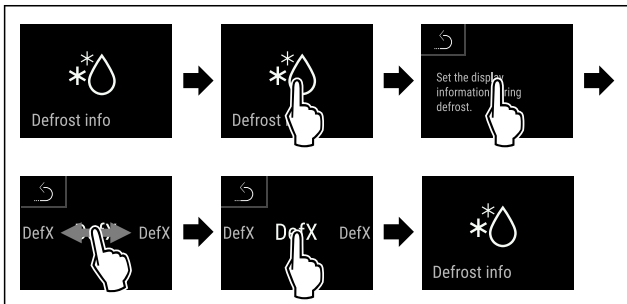 Defrost info
Defrost
Set the display
information
defrost.
DefX DefX
DefX DefX DefX
Defrost info